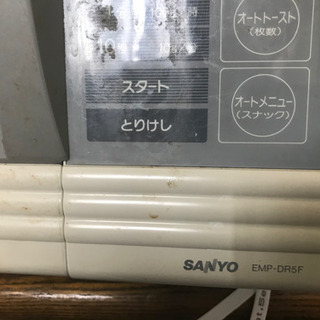 オートトースト
(枚数)
スタート
とりけし
オートメニュー
(スナック)
SANYO EMP-DR5F